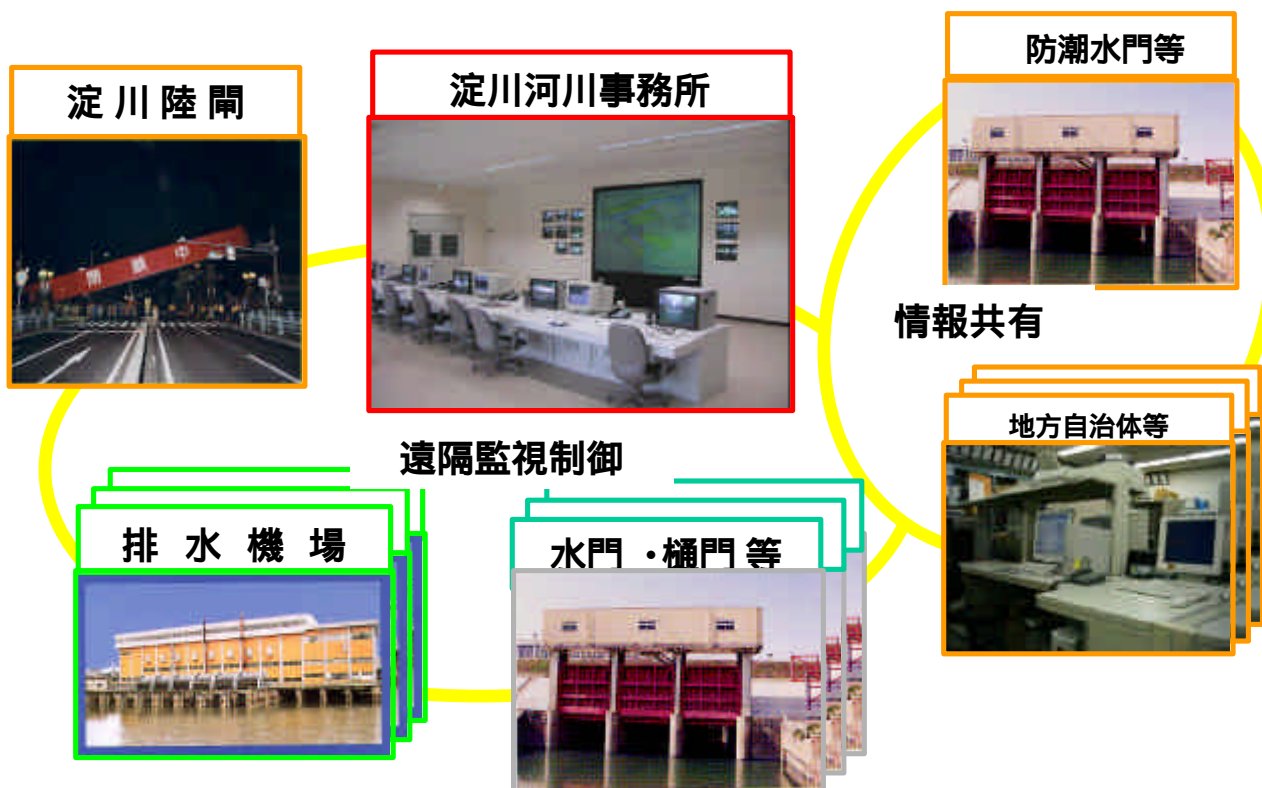 淀川陸閘
淀川河川事務所
防潮水門等
情報共有
地方自治体等
遠隔監視制御
排水機場
水門・樋門等